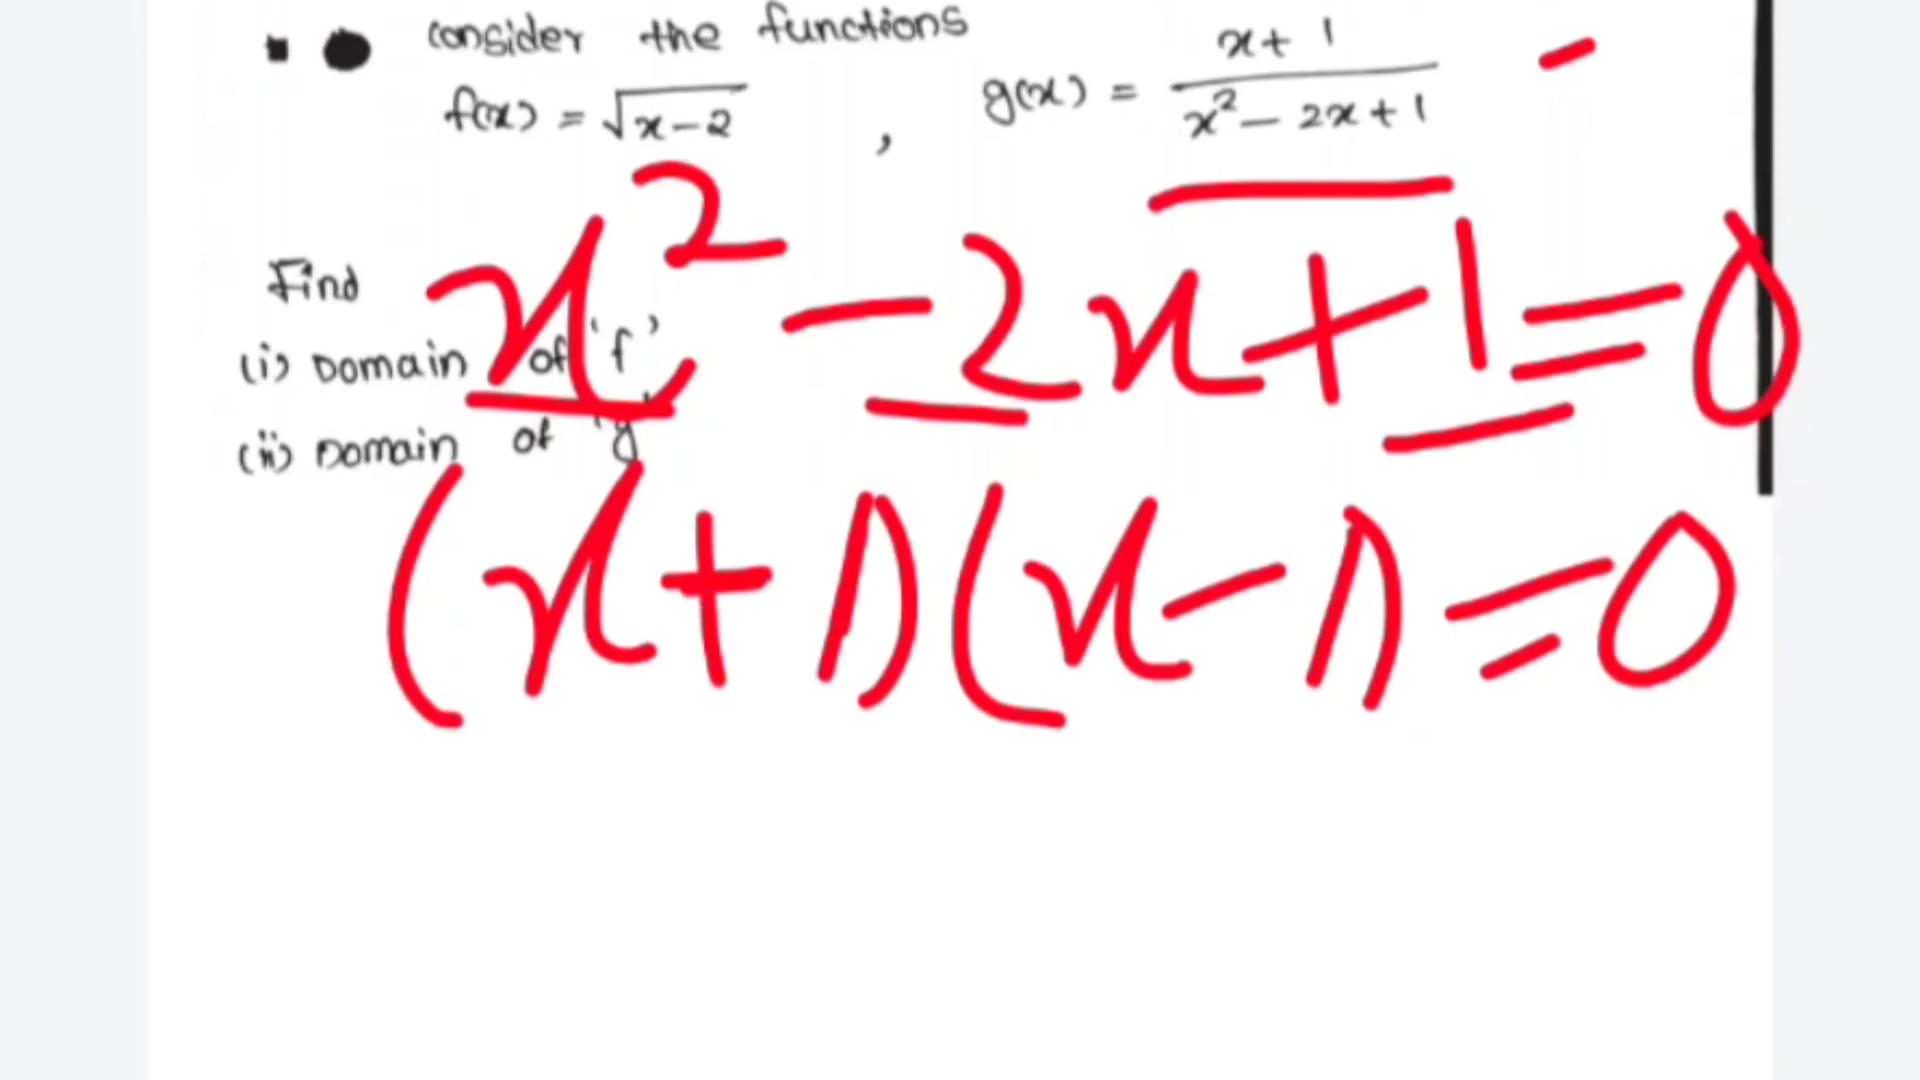 consider the functions
f(x) = √x-2 , g(x) = x+1 / x²-2x+1
x²-2x+1=0
Find
(i) Domain of 'f'
(ii) Domain of 'g'
(x+1)(x-1)=0